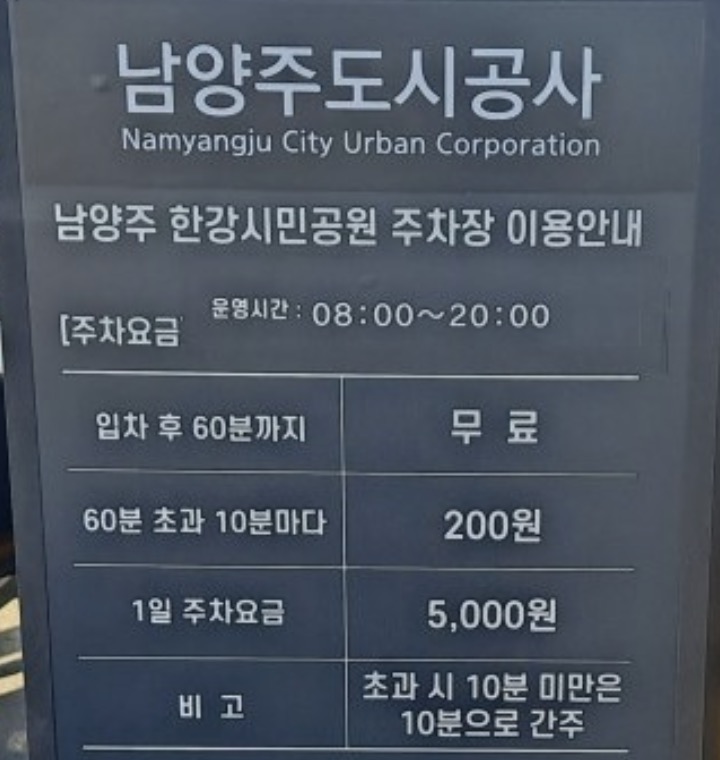 남양주도시공사
Namyangju City Urban Corporation
남양주 한강시민공원 주차장 이용안내
[주차요금 운영시간 : 08:00~20:00
입차 후 60분까지 무 료
60분 초과 10분마다 200원
1일 주차요금 5,000원
비 고 초과 시 10분 미만은
10분으로 간주